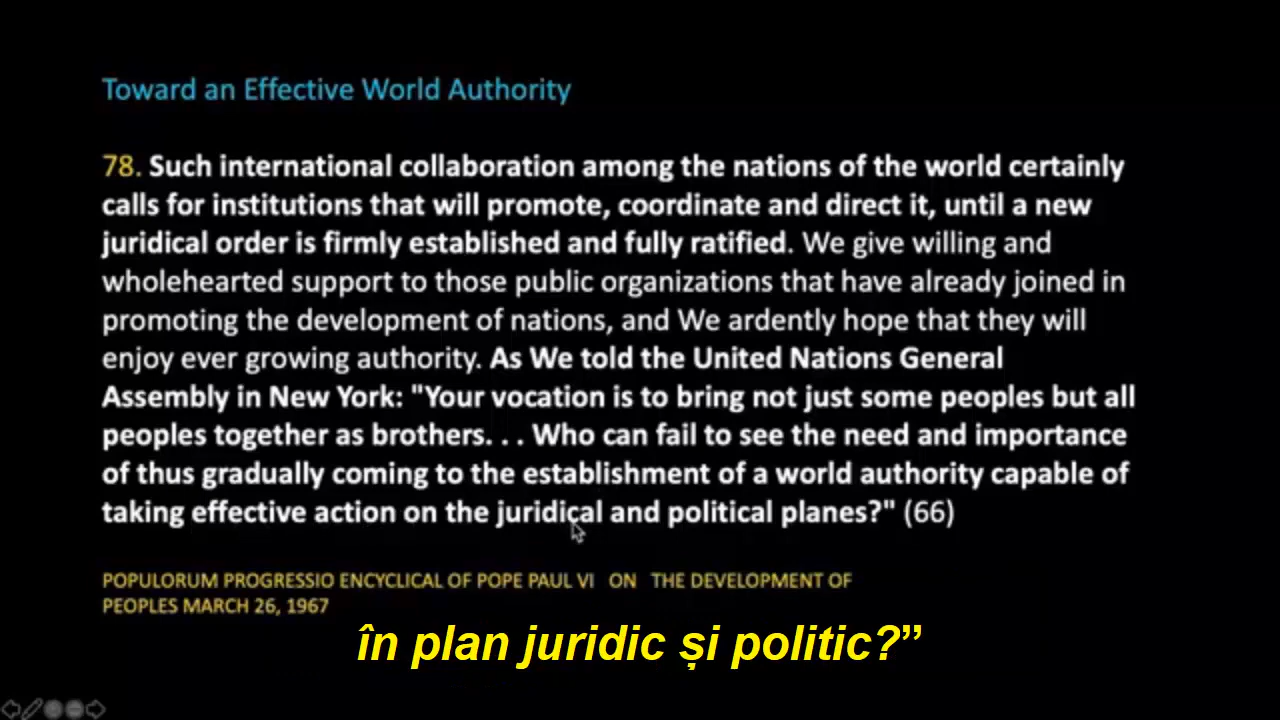 Toward an Effective World Authority
78. Such international collaboration among the nations of the world certainly
calls for institutions that will promote, coordinate and direct it, until a new
juridical order is firmly established and fully ratified. We give willing and
wholehearted support to those public organizations that have already joined in
promoting the development of nations, and We ardently hope that they will
enjoy ever growing authority. As We told the United Nations General
Assembly in New York: "Your vocation is to bring not just some peoples but all
peoples together as brothers. . . Who can fail to see the need and importance
of thus gradually coming to the establishment of a world authority capable of
taking effective action on the juridical and political planes?" (66)
POPULORUM PROGRESSIO ENCYCLICAL OF POPE PAUL VI ON THE DEVELOPMENT OF
PEOPLES MARCH 26, 1967
în plan juridic și politic?”